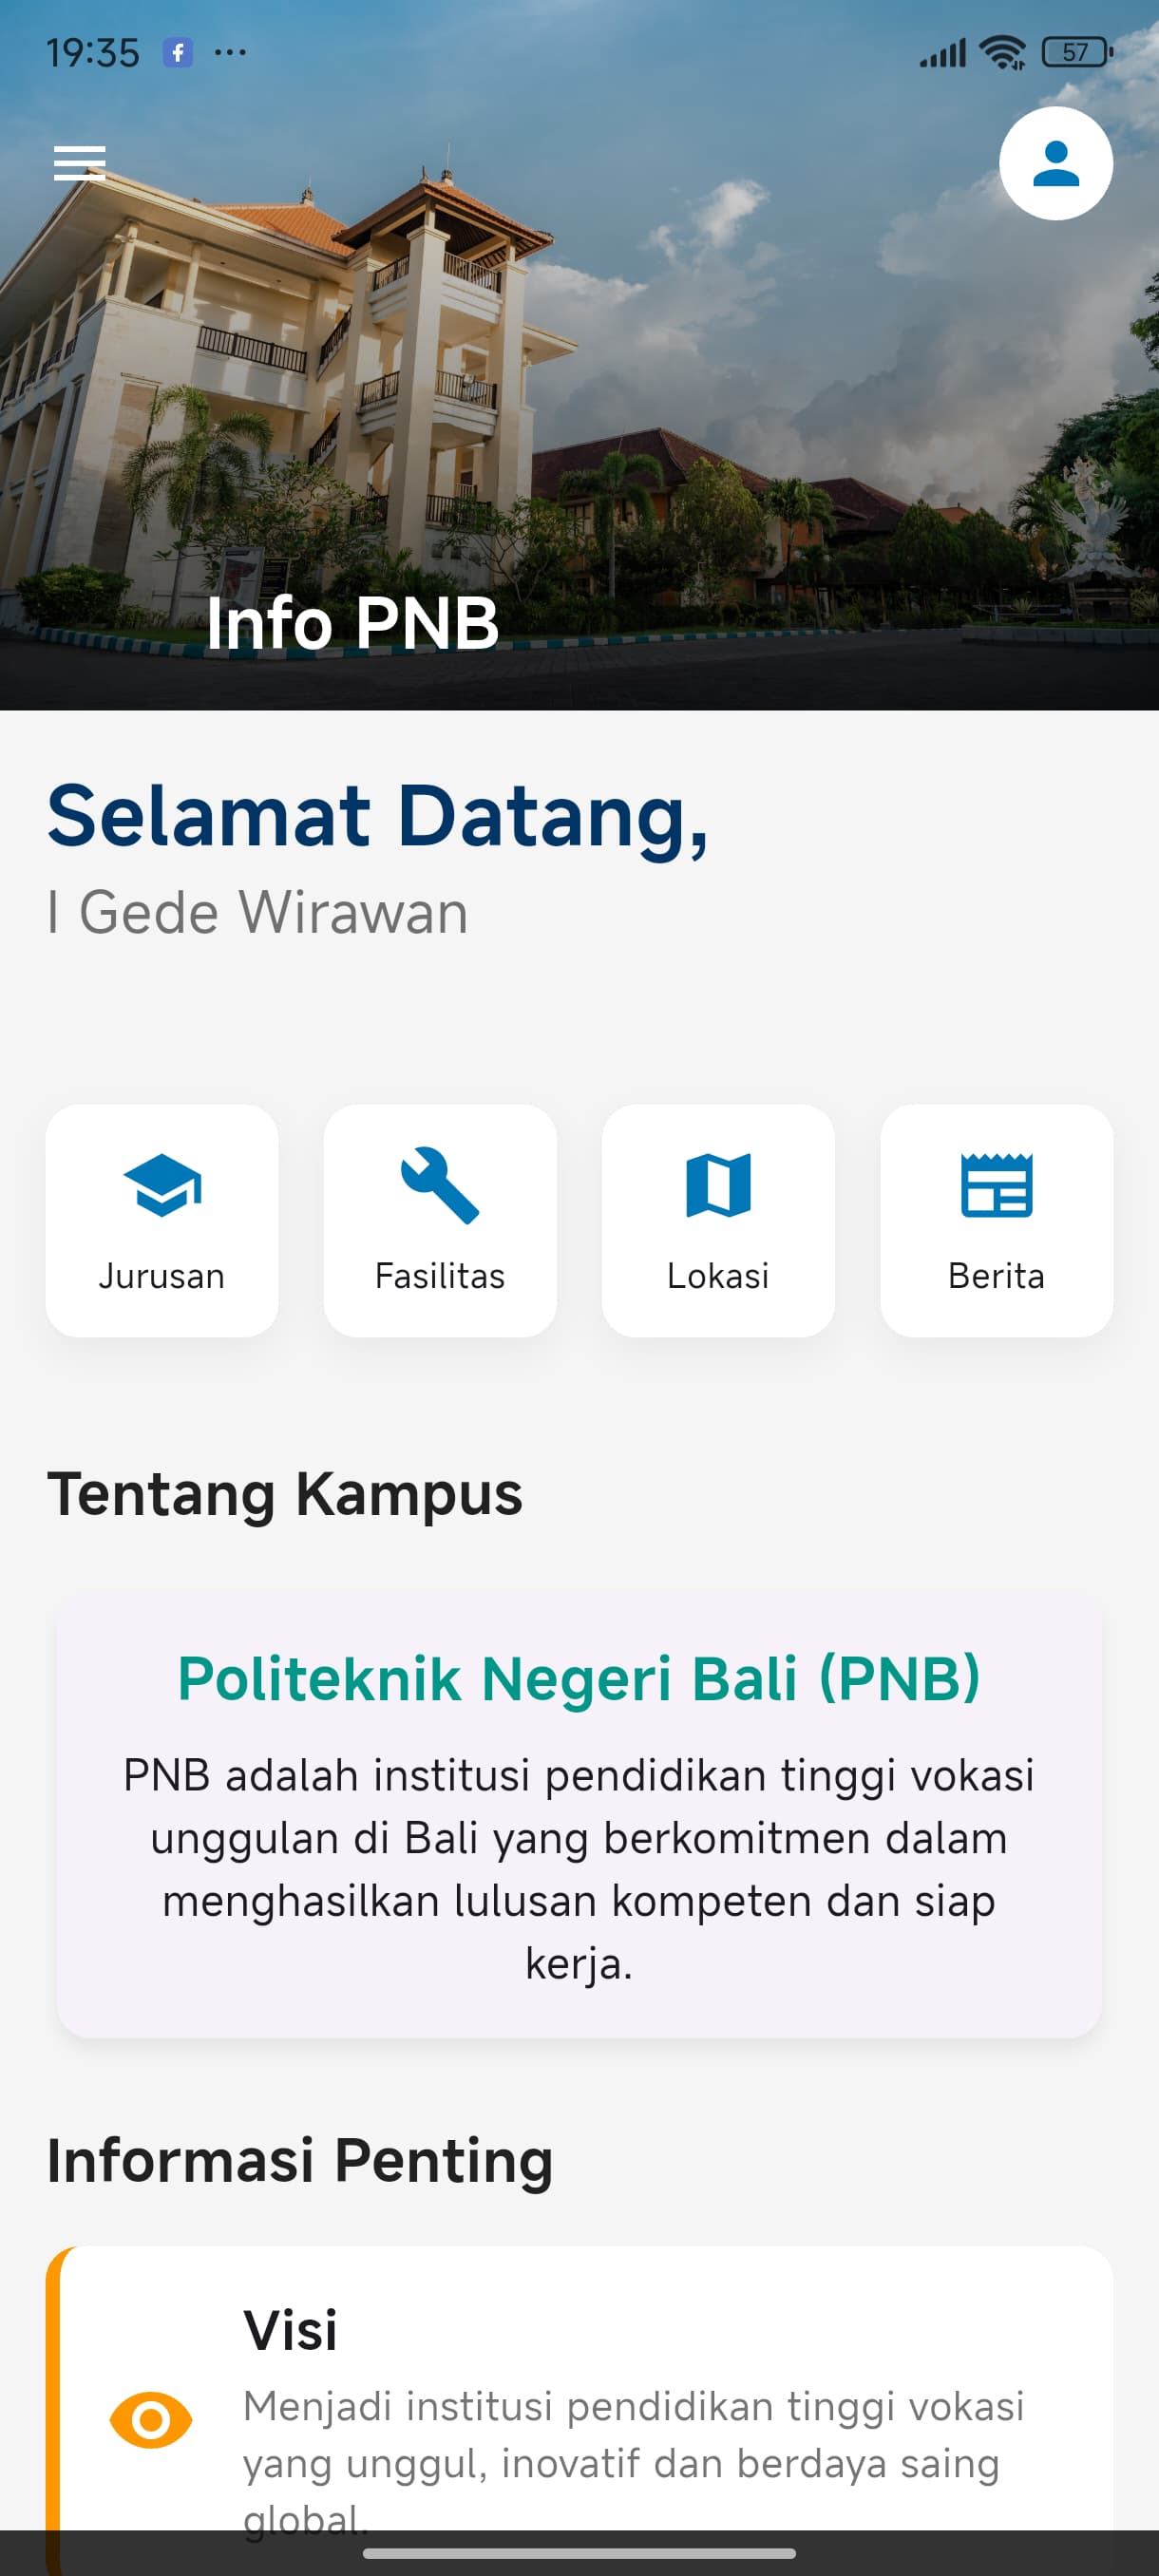 19:35
57
Info PNB
Selamat Datang,
I Gede Wirawan
Jurusan
Fasilitas
Lokasi
Berita
Tentang Kampus
Politeknik Negeri Bali (PNB)
PNB adalah institusi pendidikan tinggi vokasi
unggulan di Bali yang berkomitmen dalam
menghasilkan lulusan kompeten dan siap
kerja.
Informasi Penting
Visi
Menjadi institusi pendidikan tinggi vokasi
yang unggul, inovatif dan berdaya saing
global.